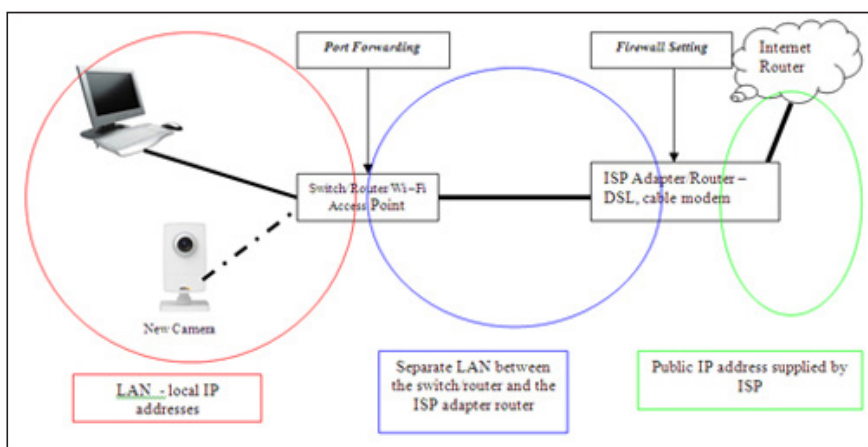 Port Forwarding
Firewall Setting
Internet
Router
Switch/Router/Wi-Fi
Access Point
ISP Adapter/Router –
DSL, cable modem
New Camera
LAN - local IP
addresses
Separate LAN between
the switch/router and the
ISP adapter router
Public IP address supplied by
ISP